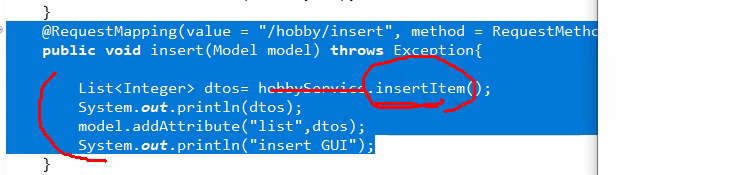 }
@RequestMapping(value = "/hobby/insert", method = RequestMetho
public void insert(Model model) throws Exception{
List<Integer> dtos= hobbyService.insertItem();
System.out.println(dtos);
model.addAttribute("list",dtos);
System.out.println("insert GUI");
}